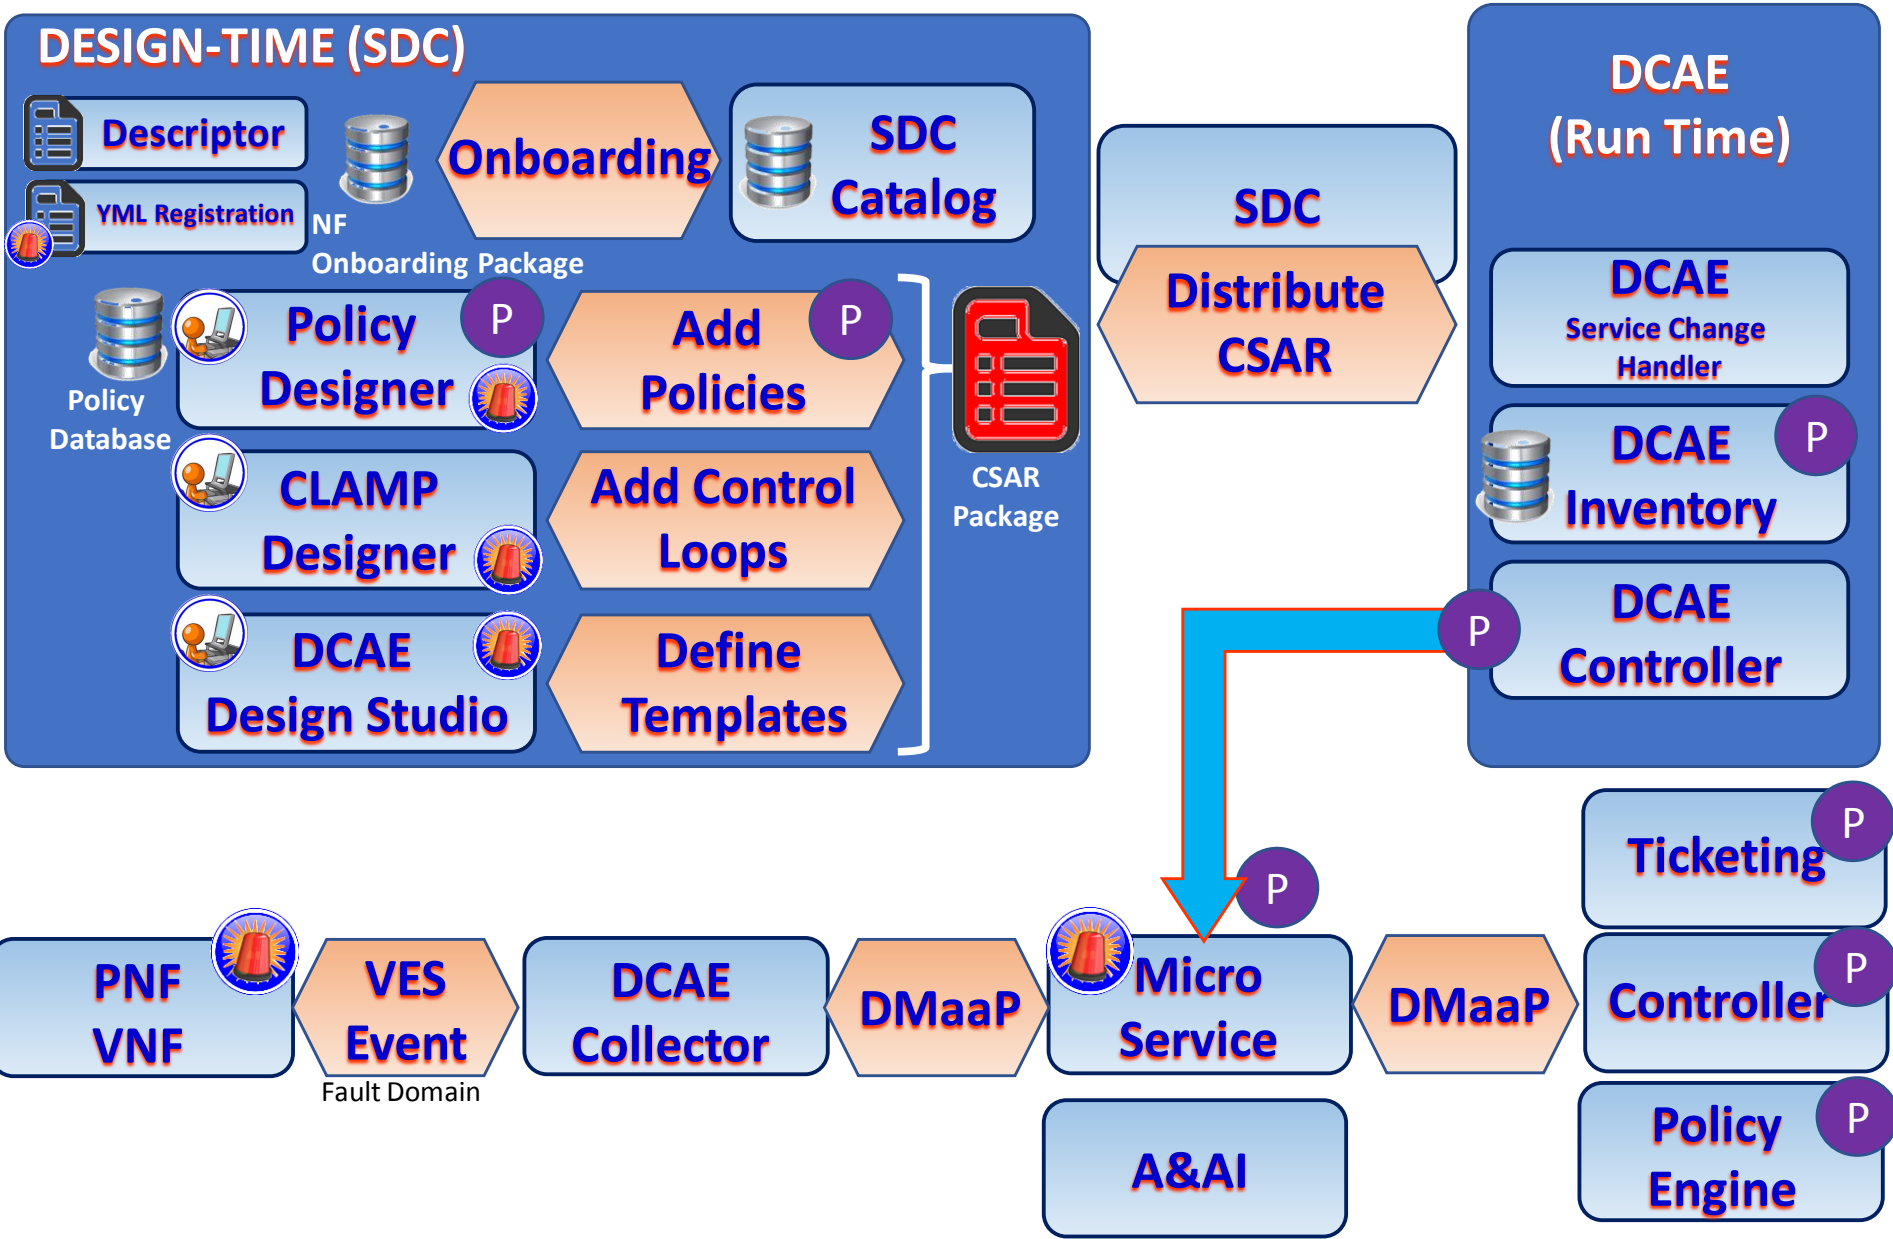 DESIGN-TIME (SDC)
Descriptor
YML Registration
NF
Onboarding Package
Onboarding
SDC
Catalog
Policy
Database
Policy
Designer
P
Add
Policies
P
CLAMP
Designer
Add Control
Loops
DCAE
Design Studio
Define
Templates
CSAR
Package
SDC
Distribute
CSAR
DCAE
(Run Time)
DCAE
Service Change
Handler
DCAE
Inventory
P
DCAE
Controller
P
PNF
VNF
VES
Event
Fault Domain
DCAE
Collector
DMaaP
P
Micro
Service
A&AI
DMaaP
Ticketing
P
Controller
P
Policy
Engine
P